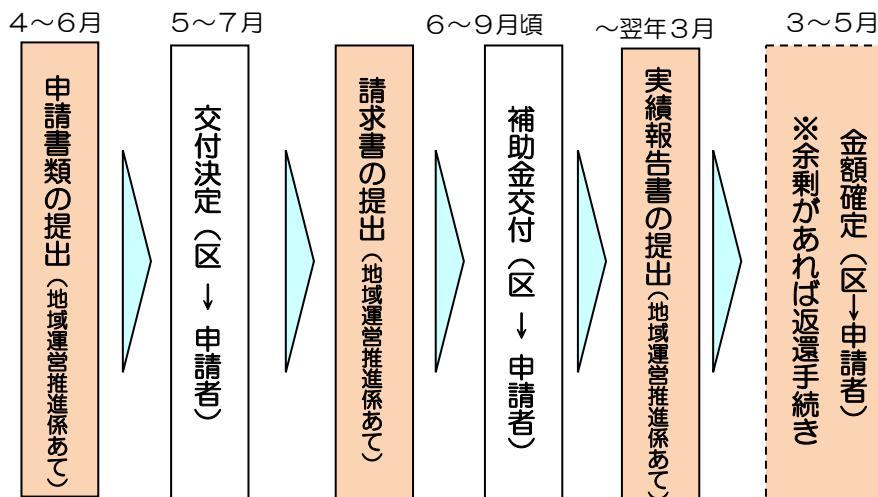 4～6月
申請書類の提出（地域運営推進係あて）
5～7月
交付決定（区→申請者）
請求書の提出（地域運営推進係あて）
6～9月頃
補助金交付（区→申請者）
～翌年3月
実績報告書の提出（地域運営推進係あて）
3～5月
金額確定（区→申請者）
※余剰があれば返還手続き